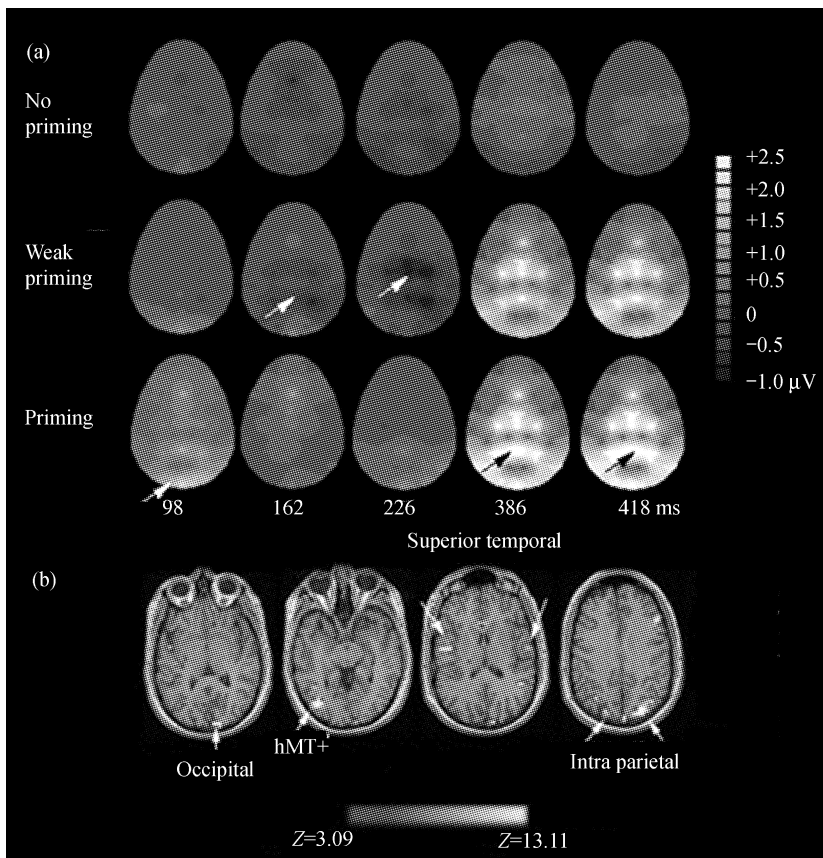 (a)
No
priming
Weak
priming
Priming
+2.5
+2.0
+1.5
+1.0
+0.5
0
−0.5
−1.0 μV
98 162 226 386 418 ms
Superior temporal
(b)
Occipital
hMT+
Intra parietal
Z=3.09 Z=13.11